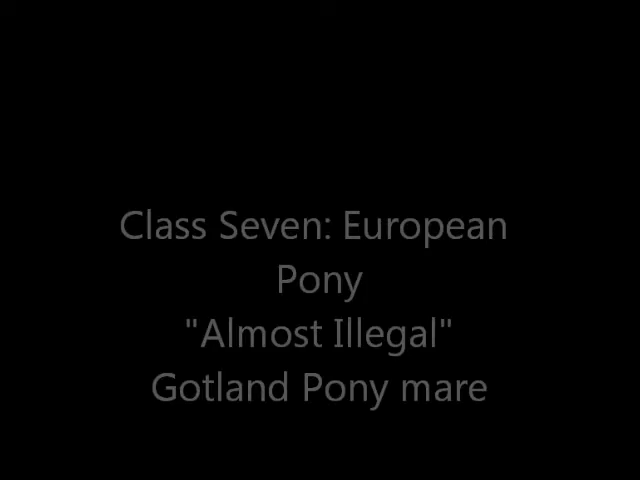 Class Seven: European
Pony
"Almost Illegal"
Gotland Pony mare